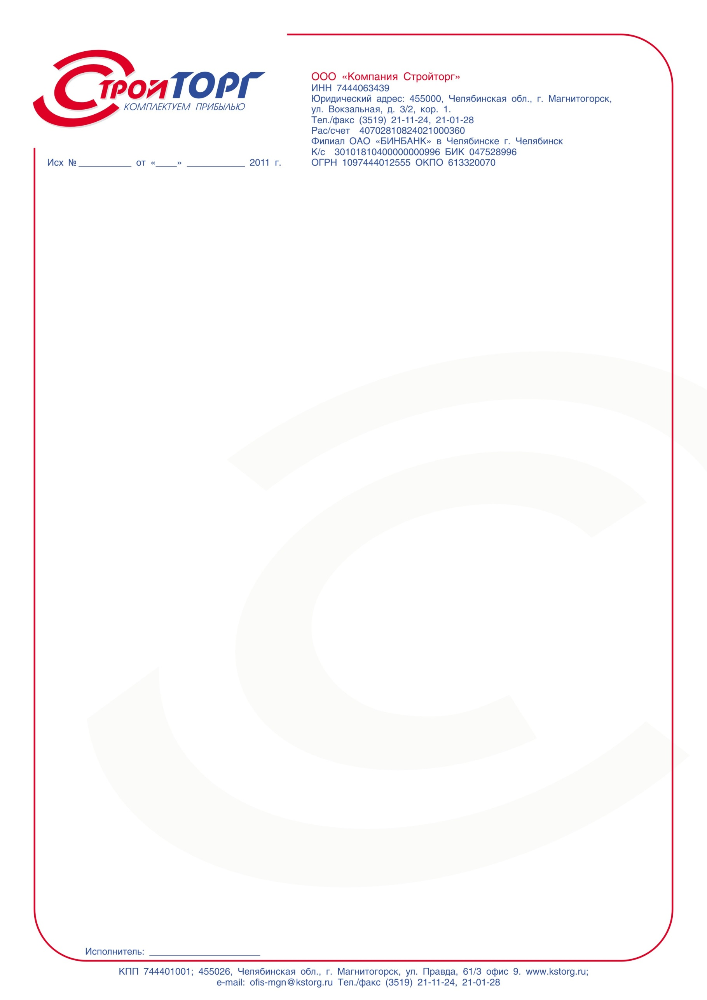 СТРОЙТОРГ
КОМПЛЕКТУЕМ ПРИБЫЛЬЮ
ООО «Компания Стройторг»
ИНН 7444063439
Юридический адрес: 455000, Челябинская обл., г. Магнитогорск,
ул. Вокзальная, д. 3/2, кор. 1.
Тел./факс (3519) 21-11-24, 21-01-28
Рас/счет 40702810824021000360
Филиал ОАО «БИНБАНК» в Челябинске г. Челябинск
К/с 30101810400000000996 БИК 047528996
ОГРН 1097444012555 ОКПО 613320070
Исх № __________ от «____» ___________ 2011 г.
Исполнитель: _____________________
КПП 744401001; 455026, Челябинская обл., г. Магнитогорск, ул. Правда, 61/3 офис 9. www.kstorg.ru;
e-mail: ofis-mgn@kstorg.ru Тел./факс (3519) 21-11-24, 21-01-28